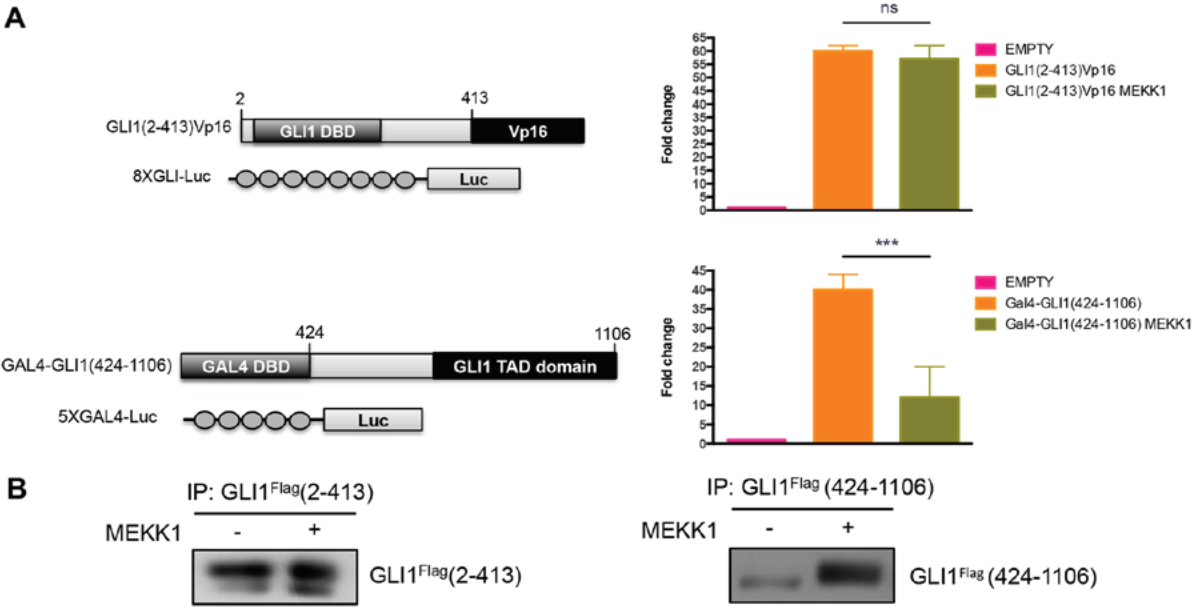 A
ns
65
60
55
50
45
40
35
30
25
20
15
10
5
0
Fold change
EMPTY
GLI1(2-413)Vp16
GLI1(2-413)Vp16 MEKK1
2
413
GLI1(2-413)Vp16
GLI1 DBD
Vp16
8XGLI-Luc
Luc
***
45
40
35
30
25
20
15
10
5
0
Fold change
EMPTY
Gal4-GLI1(424-1106)
Gal4-GLI1(424-1106) MEKK1
424
1106
GAL4-GLI1(424-1106)
GAL4 DBD
GLI1 TAD domain
5XGAL4-Luc
Luc
B
IP: GLI1Flag(2-413)
MEKK1 - +
GLI1Flag(2-413)
IP: GLI1Flag (424-1106)
MEKK1 - +
GLI1Flag (424-1106)